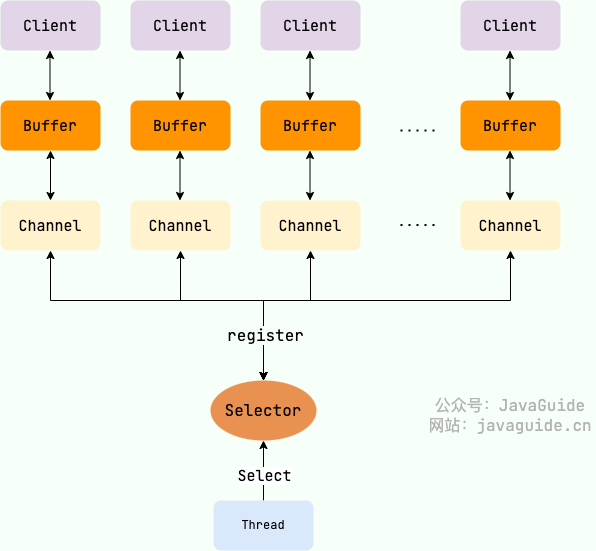 Client Client Client Client
Buffer Buffer Buffer ..... Buffer
Channel Channel Channel ..... Channel
register
Selector
公众号：JavaGuide
网站：javaguide.cn
Select
Thread